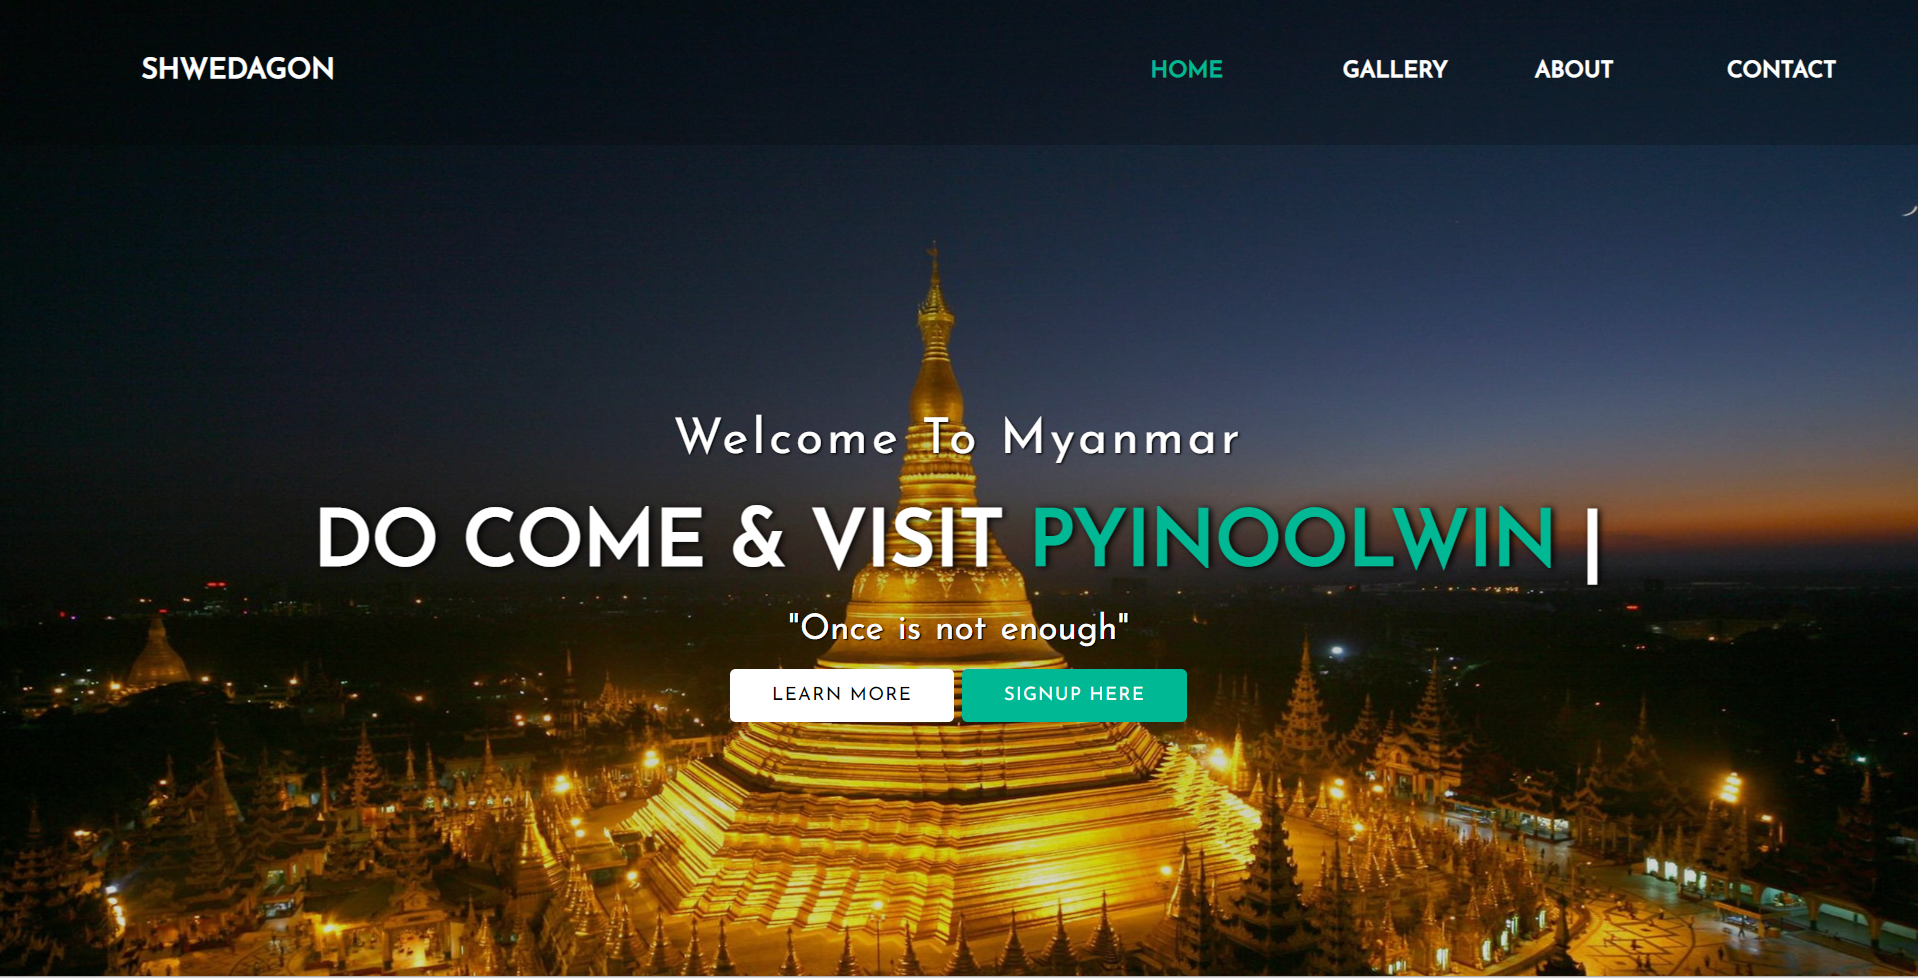 SHWEDAGON
HOME GALLERY ABOUT CONTACT
Welcome To Myanmar
DO COME & VISIT PYINOOLWIN |
"Once is not enough"
LEARN MORE SIGNUP HERE